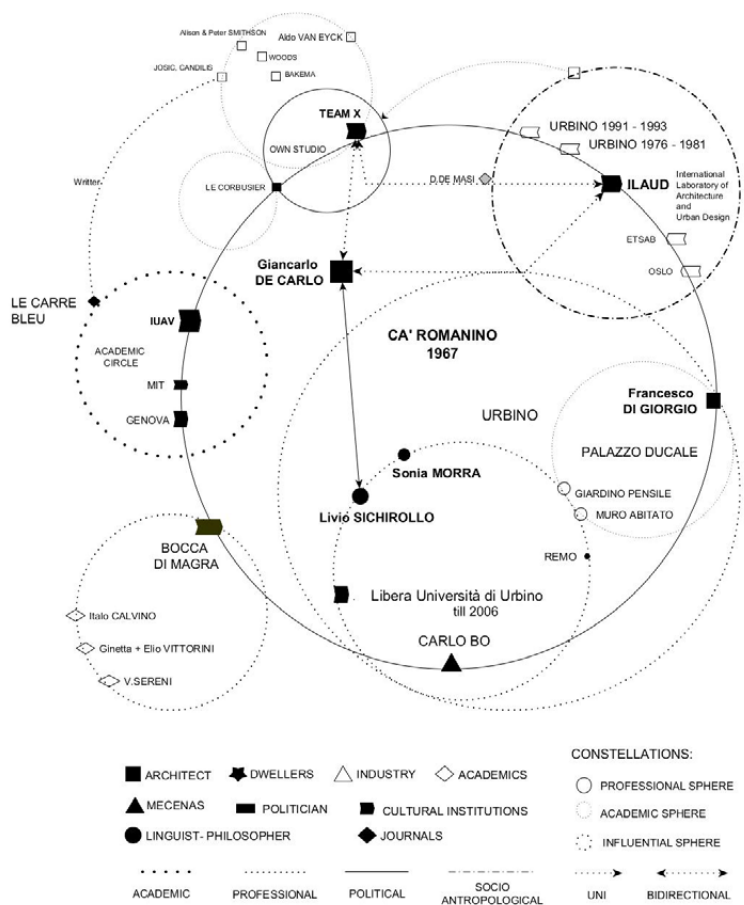 Alison & Peter SMITHSON
Aldo VAN EYCK
WOODS
JOSIC, CANDILIS
BAKEMA
TEAM X
URBINO 1991 - 1993
OWN STUDIO
URBINO 1976 - 1981
Writter
LE CORBUSIER
D.DE MASI
ILAUD
International
Laboratory of
Architecture
and
Urban Design
ETSAB
OSLO
Giancarlo
DE CARLO
LE CARRE
BLEU
IUAV
ACADEMIC
CIRCLE
MIT
GENOVA
CA' ROMANINO
1967
Francesco
DI GIORGIO
URBINO
PALAZZO DUCALE
Sonia MORRA
GIARDINO PENSILE
Livio SICHIROLLO
MURO ABITATO
BOCCA
DI MAGRA
REMO
Libera Università di Urbino
till 2006
Italo CALVINO
CARLO BO
Ginetta + Elio VITTORINI
V.SERENI
CONSTELLATIONS:
ARCHITECT
DWELLERS
INDUSTRY
ACADEMICS
PROFESSIONAL SPHERE
MECENAS
POLITICIAN
CULTURAL INSTITUTIONS
ACADEMIC SPHERE
LINGUIST- PHILOSOPHER
JOURNALS
INFLUENTIAL SPHERE
ACADEMIC
PROFESSIONAL
POLITICAL
SOCIO
ANTROPOLOGICAL
UNI
BIDIRECTIONAL